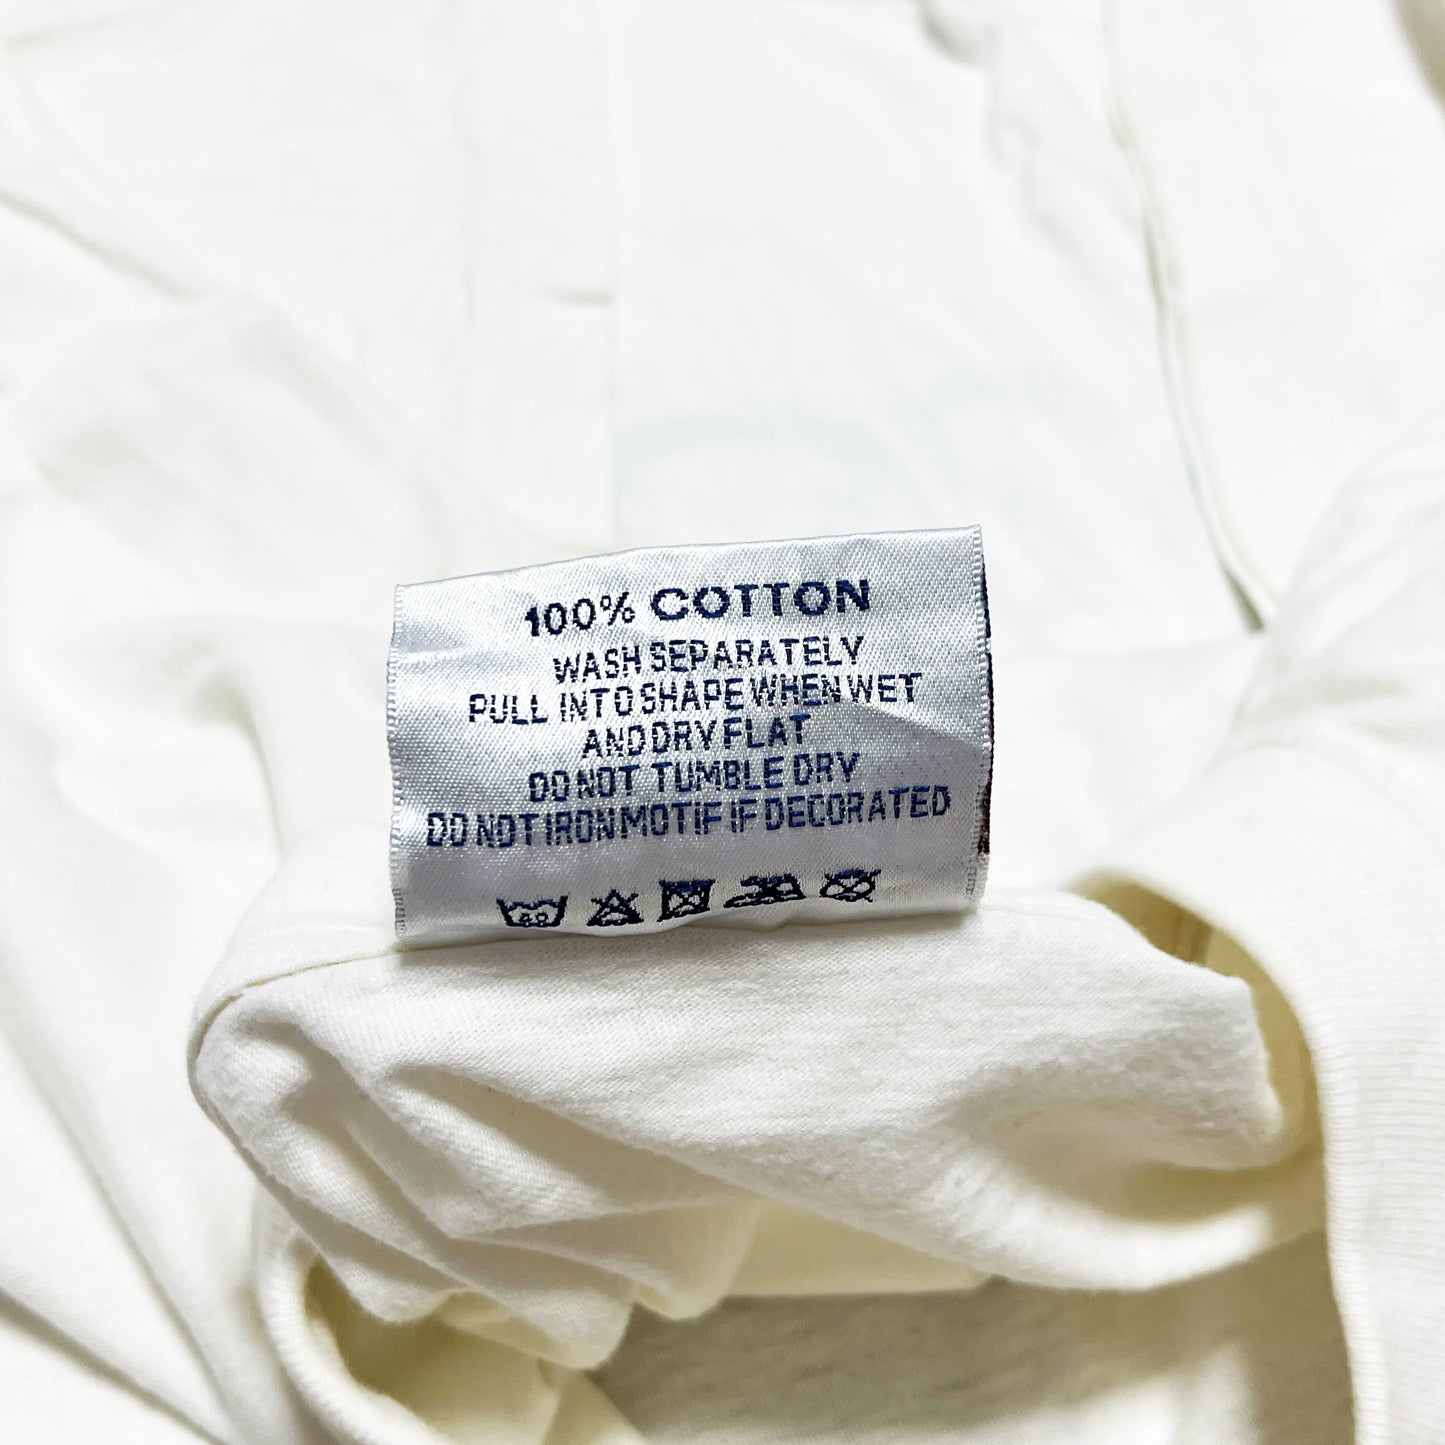 100% COTTON
WASH SEPARATELY
PULL INTO SHAPE WHEN WET
AND DRY FLAT
DO NOT TUMBLE DRY
DO NOT IRON MOTIF IF DECORATED
40